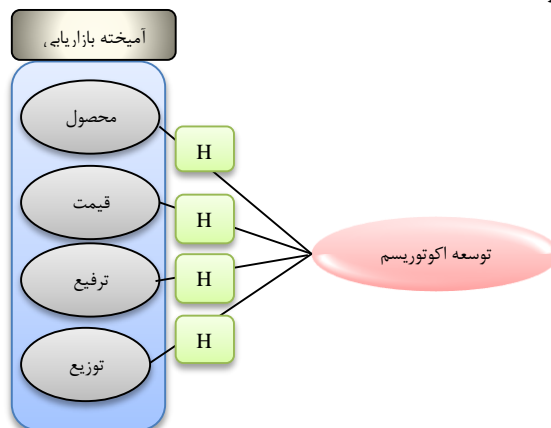 آمیخته بازاریابی
محصول
H
قیمت
H
توسعه اکوتوریسم
ترفیع
H
توزیع
H